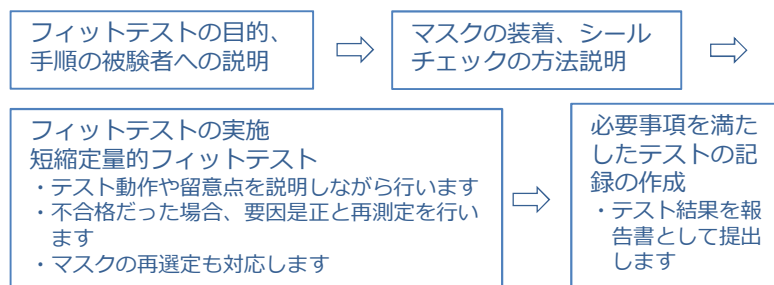 フィットテストの目的、
手順の被験者への説明
マスクの装着、シール
チェックの方法説明
フィットテストの実施
短縮定量的フィットテスト
・テスト動作や留意点を説明しながら行います
・不合格だった場合、要因是正と再測定を行い
ます
・マスクの再選定も対応します
必要事項を満た
したテストの記
録の作成
・テスト結果を報
告書として提出
します